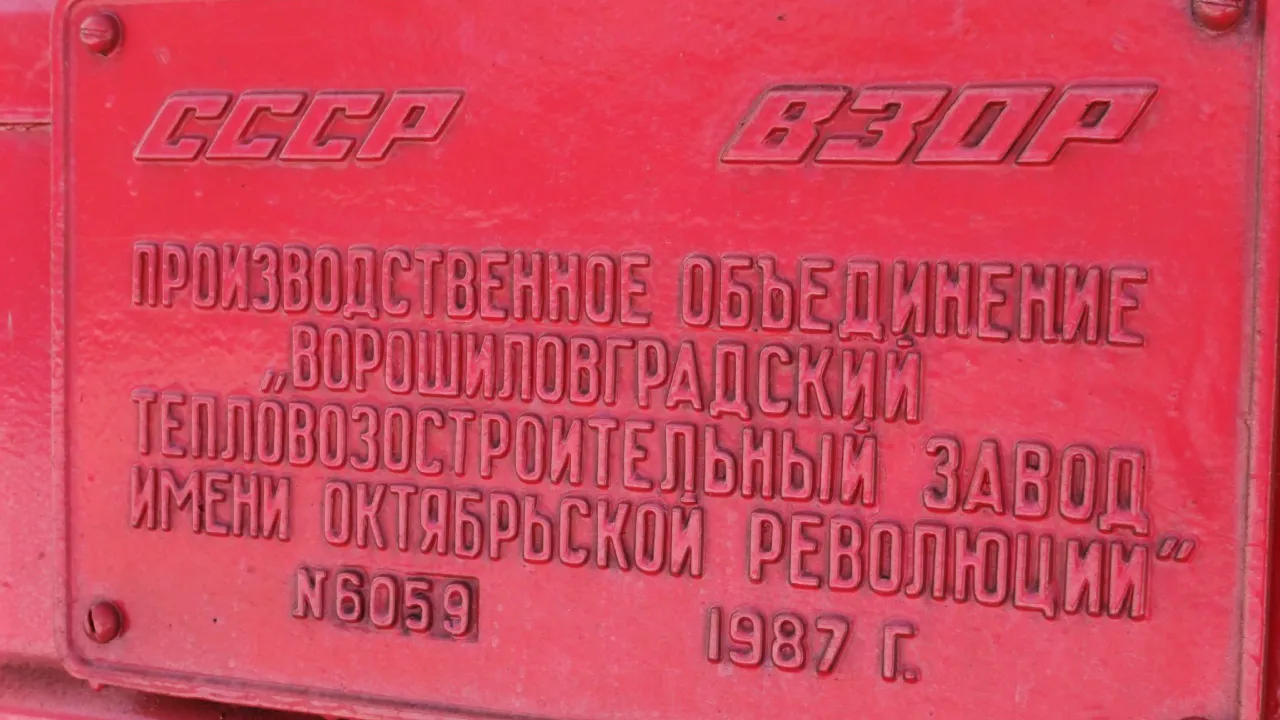 СССР ВЗОР
ПРОИЗВОДСТВЕННОЕ ОБЪЕДИНЕНИЕ
„ВОРОШИЛОВГРАДСКИЙ
ТЕПЛОВОЗОСТРОИТЕЛЬНЫЙ ЗАВОД
ИМЕНИ ОКТЯБРЬСКОЙ РЕВОЛЮЦИИ“
N6059 1987 Г.